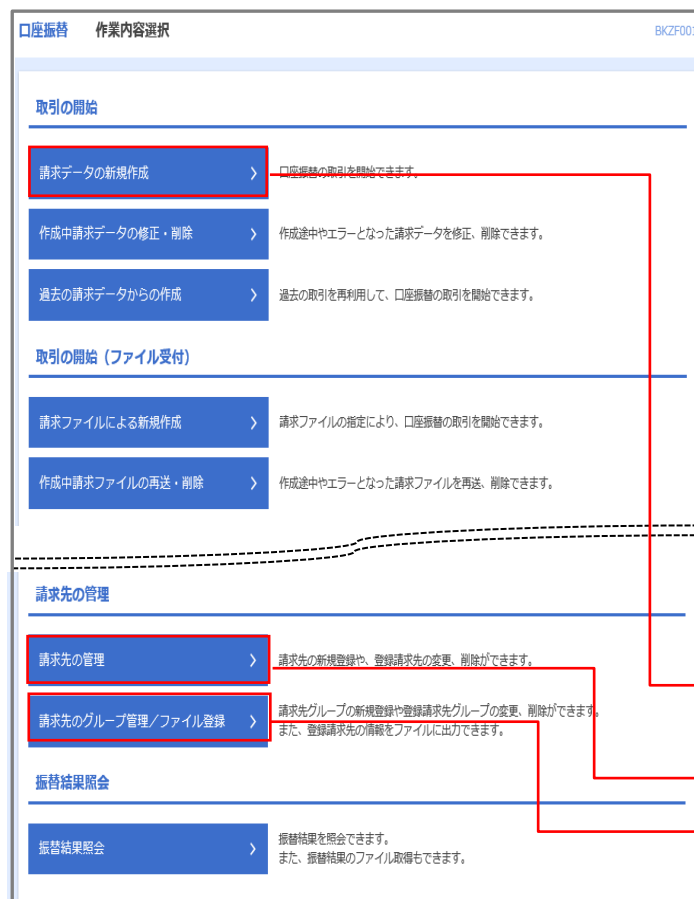 口座振替 作業内容選択 BKZF001
取引の開始
請求データの新規作成 口座振替の取引を開始できます。
作成中請求データの修正・削除 作成途中やエラーとなった請求データを修正、削除できます。
過去の請求データからの作成 過去の取引を再利用して、口座振替の取引を開始できます。
取引の開始（ファイル受付）
請求ファイルによる新規作成 請求ファイルの指定により、口座振替の取引を開始できます。
作成中請求ファイルの再送・削除 作成途中やエラーとなった請求ファイルを再送、削除できます。
請求先の管理
請求先の管理 請求先の新規登録や、登録請求先の変更、削除ができます。
請求先のグループ管理／ファイル登録 請求先グループの新規登録や登録請求先グループの変更、削除ができます。
また、登録請求先の情報をファイルに出力できます。
振替結果照会
振替結果照会 振替結果を照会できます。
また、振替結果のファイル取得もできます。